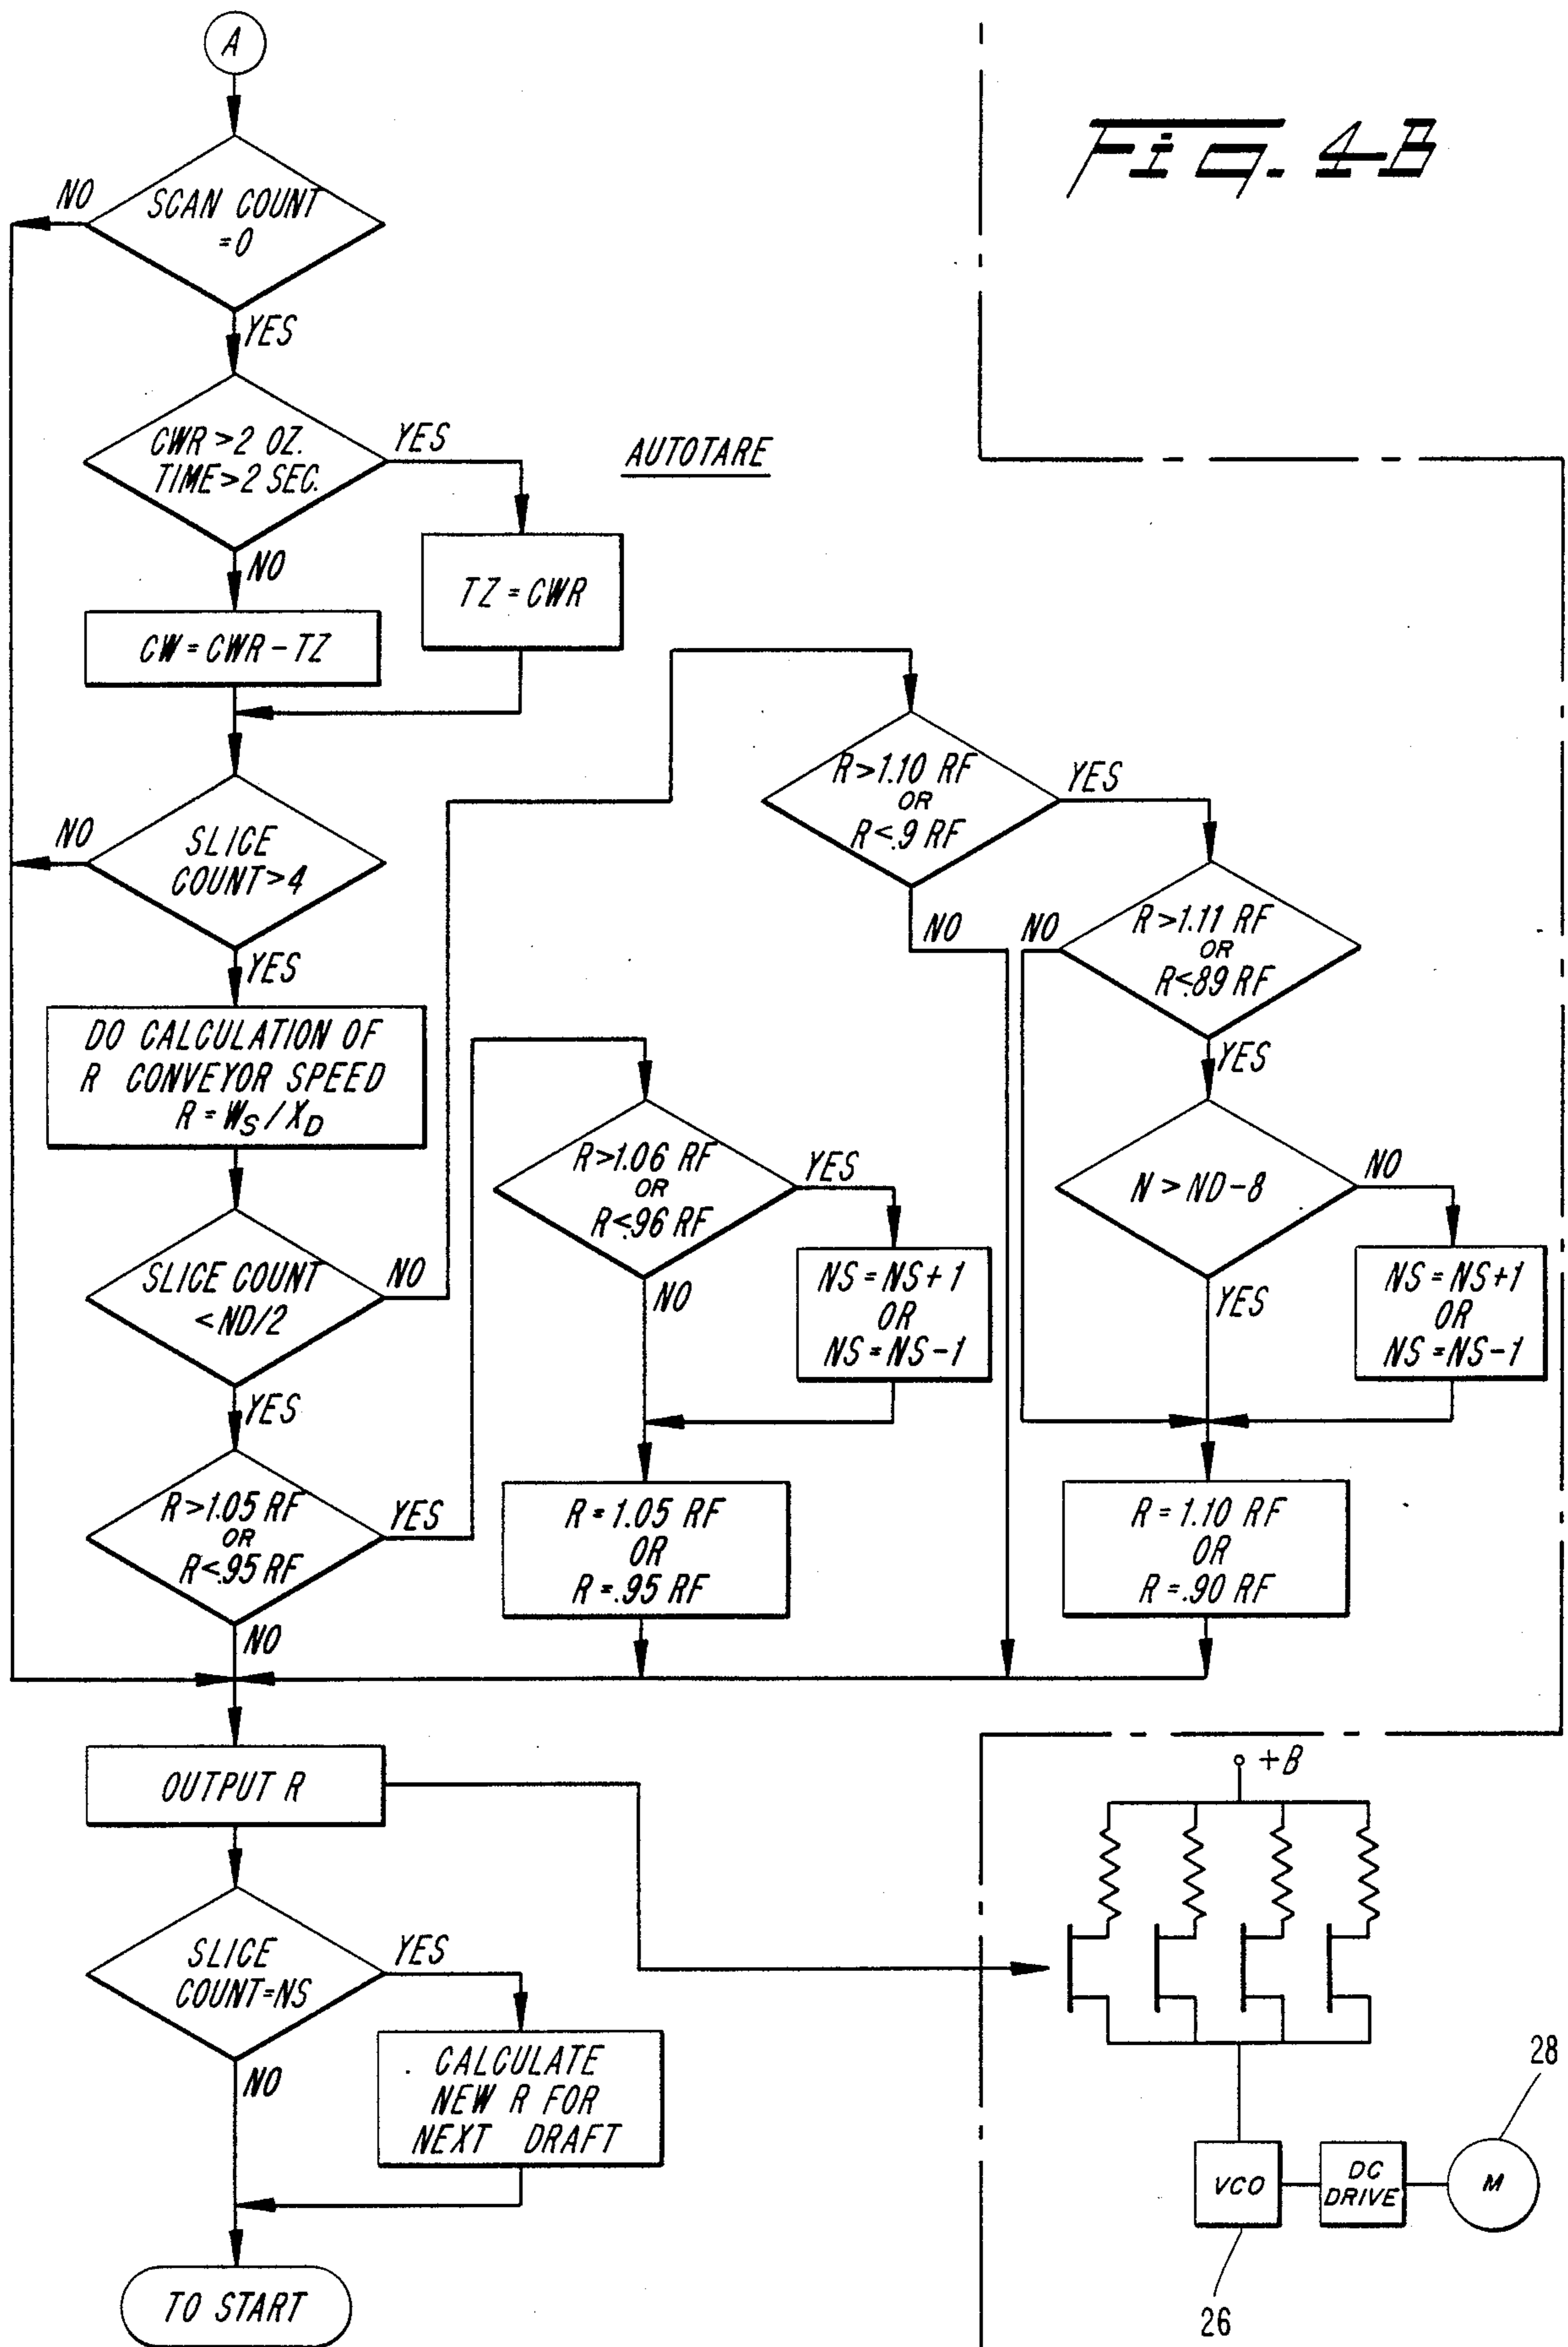 A
Fig. 4-B
SCAN COUNT
=0
NO
YES
CWR>2 OZ.
TIME>2 SEC.
YES
NO
AUTOTARE
TZ=CWR
CW=CWR-TZ
SLICE
COUNT>4
NO
YES
DO CALCULATION OF
R CONVEYOR SPEED
R=WS/XD
SLICE COUNT
<ND/2
NO
YES
R>1.05 RF
OR
R<.95 RF
YES
NO
R>1.06 RF
OR
R<.96 RF
YES
NO
NS=NS+1
OR
NS=NS-1
R=1.05 RF
OR
R=.95 RF
R>1.10 RF
OR
R<.9 RF
YES
NO
R>1.11 RF
OR
R<.89 RF
NO
YES
N>ND-8
NO
YES
NS=NS+1
OR
NS=NS-1
R=1.10 RF
OR
R=.90 RF
OUTPUT R
SLICE
COUNT=NS
YES
NO
CALCULATE
NEW R FOR
NEXT DRAFT
TO START
+B
VCO
DC
DRIVE
M
28
26